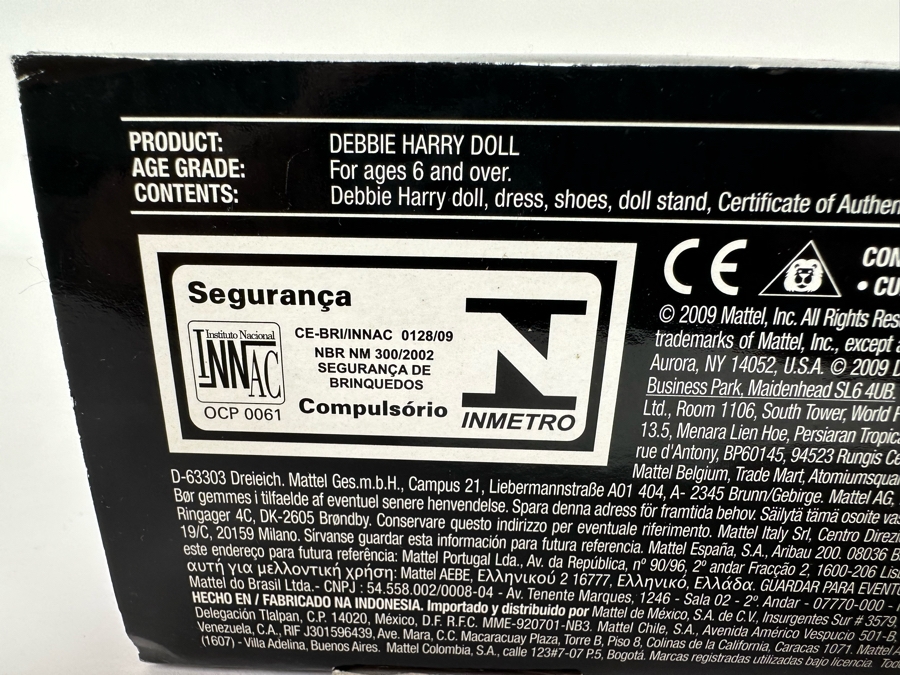 PRODUCT: DEBBIE HARRY DOLL
AGE GRADE: For ages 6 and over.
CONTENTS: Debbie Harry doll, dress, shoes, doll stand, Certificate of Authen
Segurança
Instituto Nacional
INNAC
OCP 0061
CE-BRI/INNAC 0128/09
NBR NM 300/2002
SEGURANÇA DE
BRINQUEDOS
Compulsório
INMETRO
CE
CON
• CU
© 2009 Mattel, Inc. All Rights Res
trademarks of Mattel, Inc., except a
Aurora, NY 14052, U.S.A. © 2009 D
Business Park, Maidenhead SL6 4UB.
Ltd., Room 1106, South Tower, World F
13.5, Menara Lien Hoe, Persiaran Tropica
rue d'Antony, BP60145, 94523 Rungis Ce
Mattel Belgium, Trade Mart, Atomiumsqua
D-63303 Dreieich. Mattel Ges.m.b.H., Campus 21, Liebermannstraße A01 404, A- 2345 Brunn/Gebirge. Mattel AG,
Bør gemmes i tilfaelde af eventuel senere henvendelse. Spara denna adress för framtida behov. Säilytä tämä osoite vas
Ringager 4C, DK-2605 Brøndby. Conservare questo indirizzo per eventuale riferimento. Mattel Italy Srl, Centro Direzi
19/C, 20159 Milano. Sirvanse guardar esta información para futura referencia. Mattel España, S.A., Aribau 200. 08036 B
este endereço para futura referência: Mattel Portugal Lda., Av. da República, nº 90/96, 2º andar Fracção 2, 1600-206 Lisb
αυτή για μελλοντική χρήση: Mattel AEBE, Ελληνικού 2 16777, Ελληνικό, Ελλάδα. GUARDAR PARA EVENTU
Mattel do Brasil Ltda.- CNPJ : 54.558.002/0008-04 - Av. Tenente Marques, 1246 - Sala 02 - 2º. Andar - 07770-000 -
HECHO EN / FABRICADO NA INDONESIA. Importado y distribuido por Mattel de México, S.A. de C.V., Insurgentes Sur # 3579,
Delegación Tlalpan, C.P. 14020, México, D.F. R.F.C. MME-920701-NB3. Mattel Chile, S.A., Avenida Américo Vespucio 501-B,
Venezuela, C.A., RIF J301596439, Ave. Mara, C.C. Macaracuay Plaza, Torre B, Piso 8, Colinas de la California, Caracas 1071. Mattel A
(1607) - Villa Adelina, Buenos Aires. Mattel Colombia, S.A., calle 123#7-07 P.5, Bogotá. Marcas registradas utilizadas bajo licencia. Tod